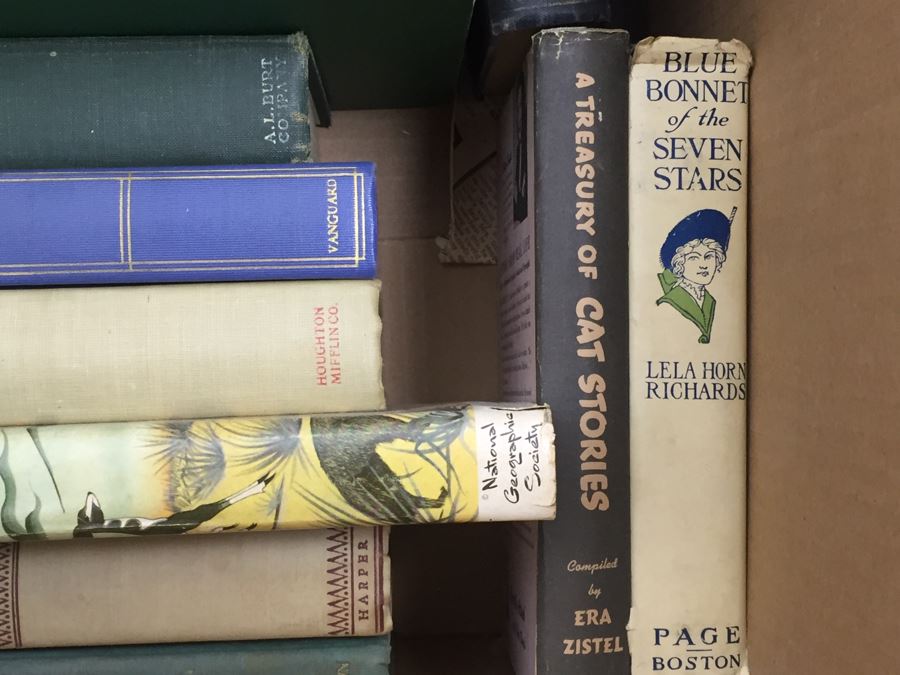 A.L. BURT
COMPANY
VANGUARD
HOUGHTON
MIFFLIN CO.
© National
Geographic
Society
HARPER
N
A TREASURY OF CAT STORIES
Compiled
by
ERA
ZISTEL
BLUE
BONNET
of the
SEVEN
STARS
LELA HORN
RICHARDS
PAGE
BOSTON